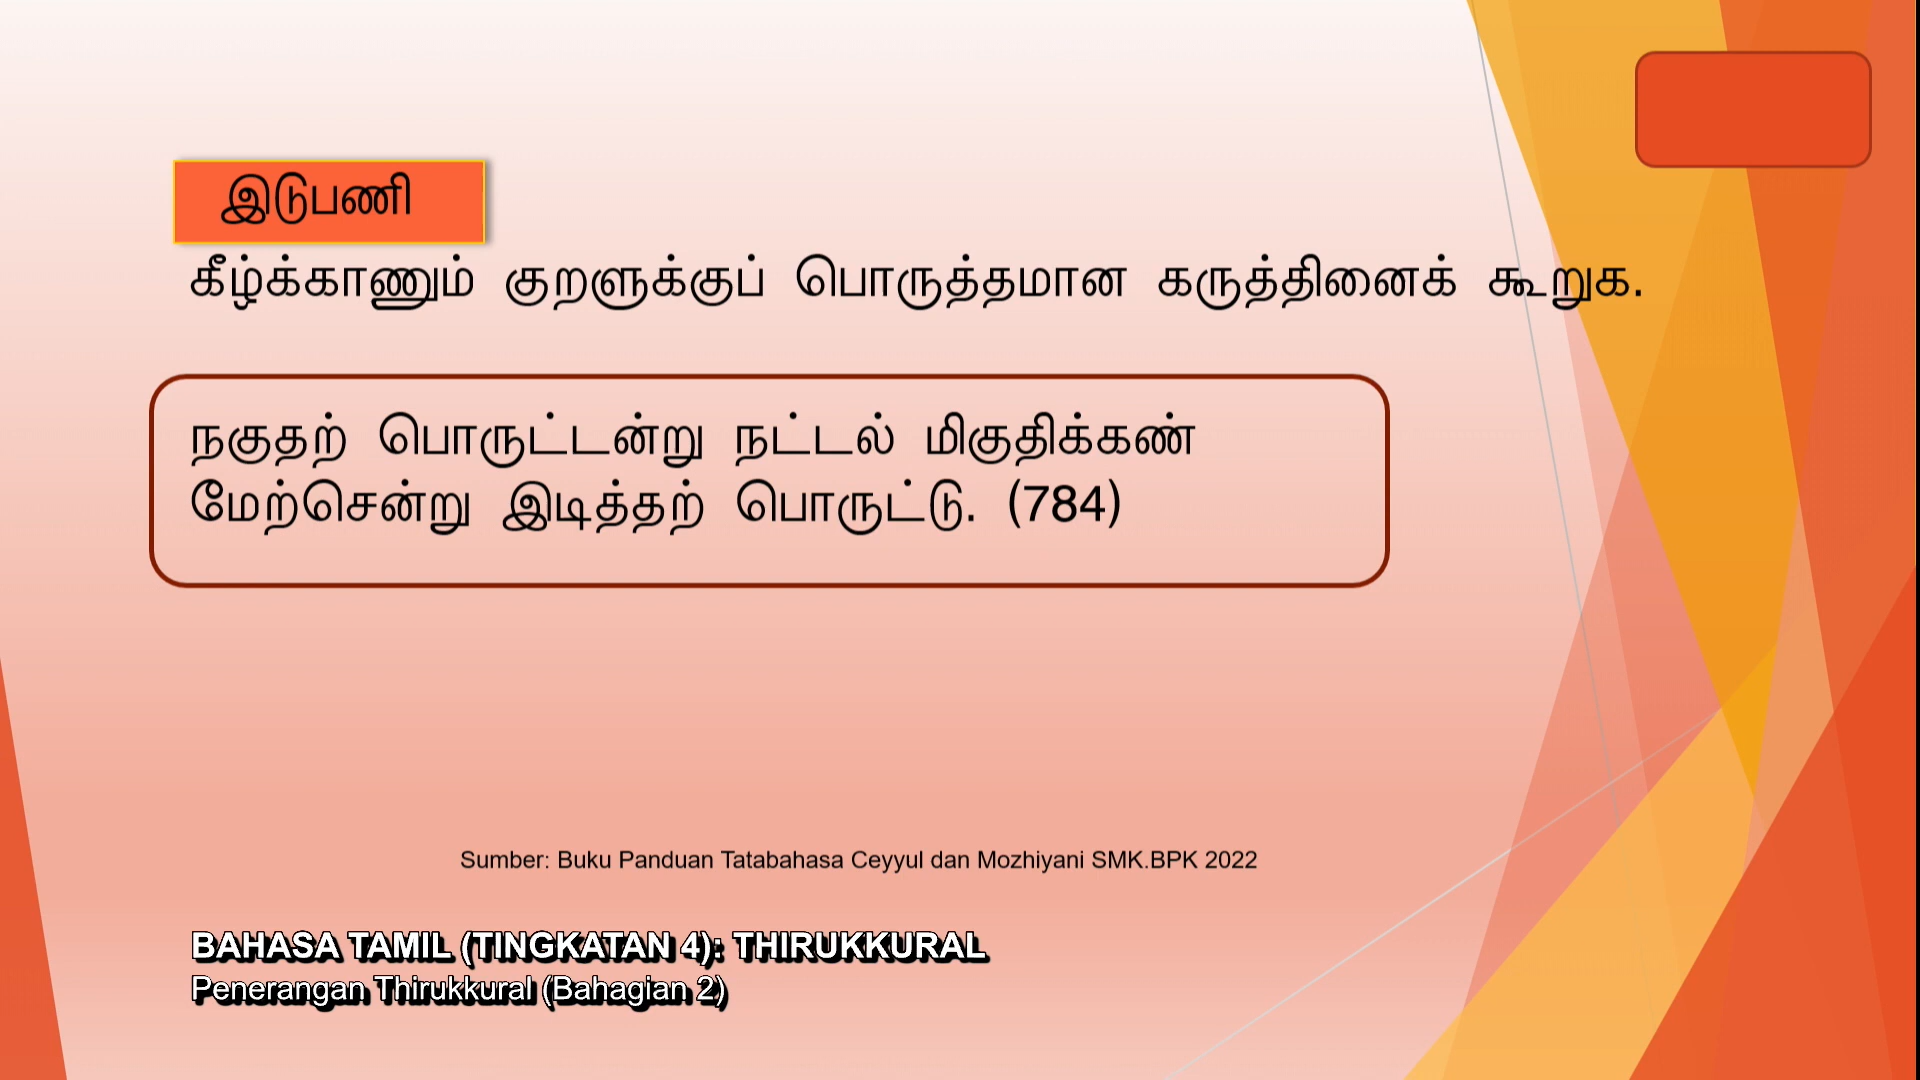 இடுபணி
கீழ்க்காணும் குறளுக்குப் பொருத்தமான கருத்தினைக் கூறுக.
நகுதற் பொருட்டன்று நட்டல் மிகுதிக்கண்
மேற்சென்று இடித்தற் பொருட்டு. (784)
Sumber: Buku Panduan Tatabahasa Ceyyul dan Mozhiyani SMK.BPK 2022
BAHASA TAMIL (TINGKATAN 4): THIRUKKURAL
Penerangan Thirukkural (Bahagian 2)